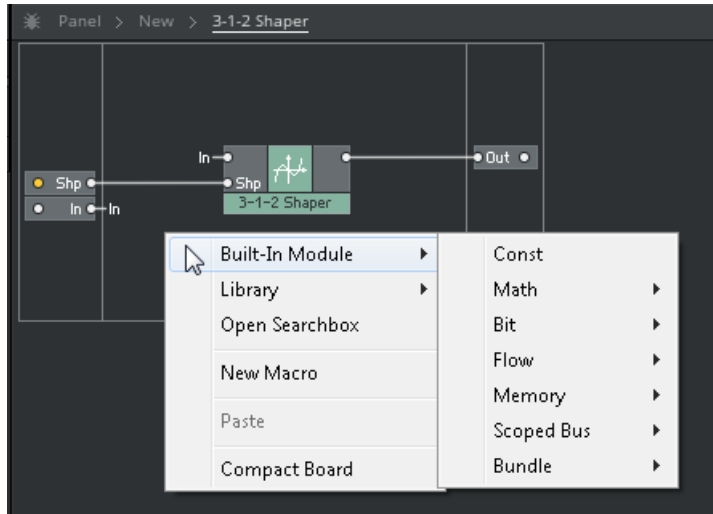 Panel > New > 3-1-2 Shaper
In
Out
Shp
Shp
In
In
3-1-2 Shaper
Built-In Module
Library
Open Searchbox
New Macro
Paste
Compact Board
Const
Math
Bit
Flow
Memory
Scoped Bus
Bundle